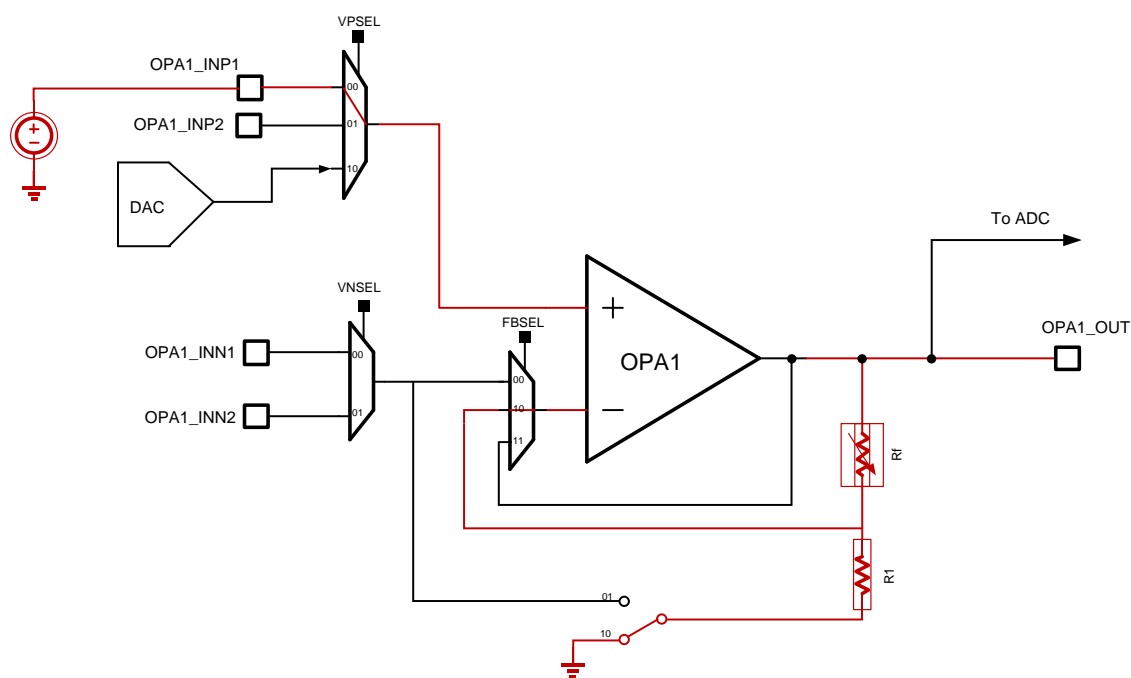 VPSEL
OPA1_INP1
00
OPA1_INP2
01
10
DAC
To ADC
VNSEL
FBSEL
OPA1_OUT
OPA1_INN1
00
OPA1
00
OPA1_INN2
01
10
11
Rf
R1
01
10